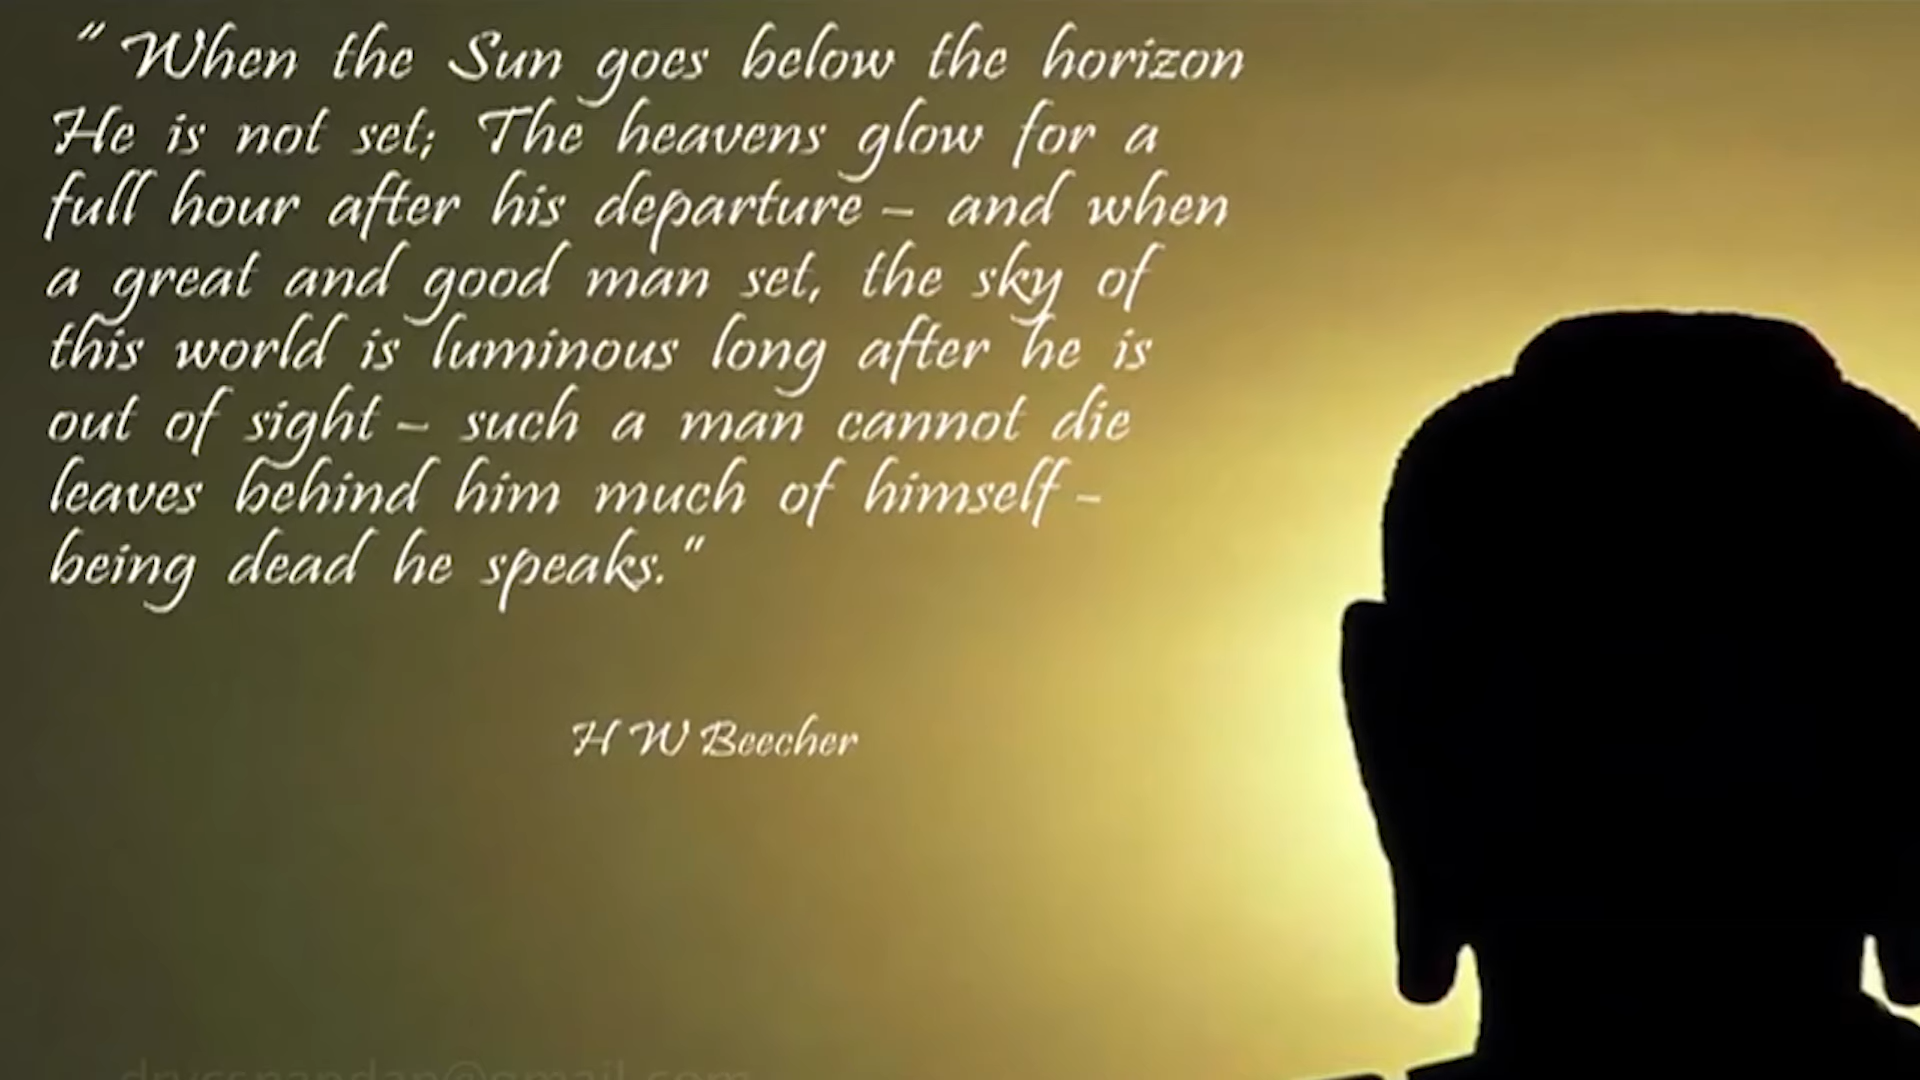 “When the Sun goes below the horizon
He is not set; The heavens glow for a
full hour after his departure – and when
a great and good man set, the sky of
this world is luminous long after he is
out of sight – such a man cannot die
leaves behind him much of himself –
being dead he speaks.”
H W Beecher